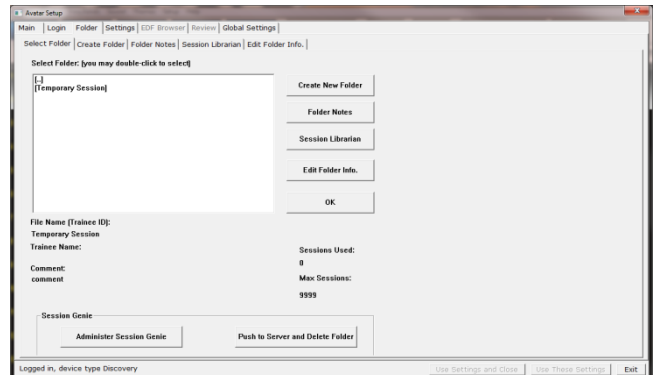 Avatar Setup
Main Login Folder Settings EDF Browser Review Global Settings
Select Folder Create Folder Folder Notes Session Librarian Edit Folder Info.
Select Folder: (you may double-click to select)
[..]
[Temporary Session]
Create New Folder
Folder Notes
Session Librarian
Edit Folder Info.
OK
File Name (Trainee ID):
Temporary Session
Trainee Name:
Sessions Used:
0
Comment:
comment
Max Sessions:
9999
Session Genie
Administer Session Genie Push to Server and Delete Folder
Logged in, device type Discovery Use Settings and Close Use These Settings Exit